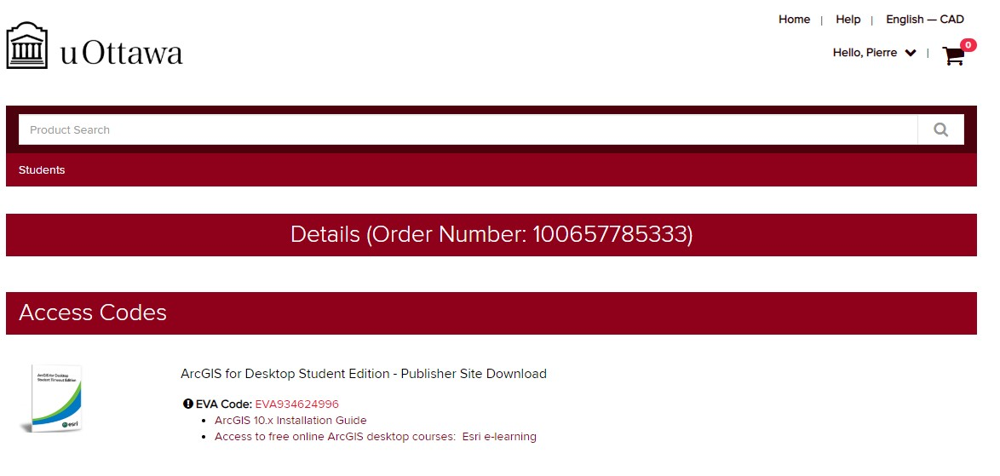 Home | Help | English — CAD
uOttawa
Hello, Pierre | 0
Product Search
Students
Details (Order Number: 100657785333)
Access Codes
ArcGIS for Desktop
Student Timeout Edition
esri
ArcGIS for Desktop Student Edition - Publisher Site Download
EVA Code: EVA934624996
• ArcGIS 10.x Installation Guide
• Access to free online ArcGIS desktop courses: Esri e-learning